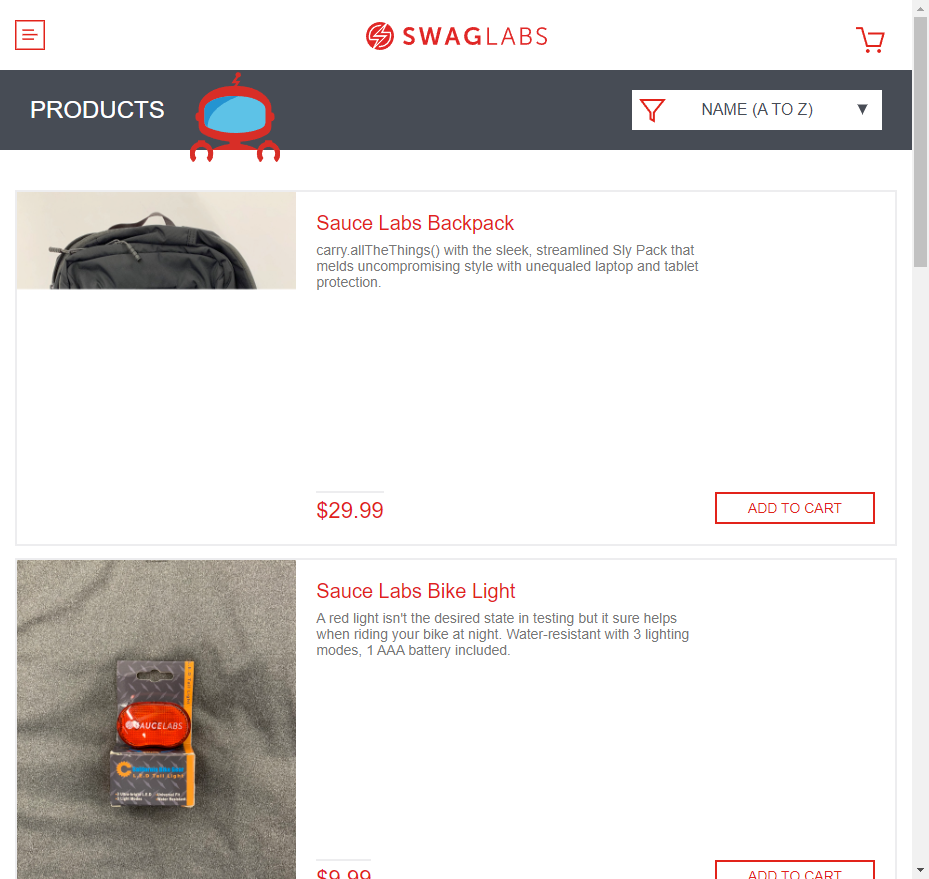 SWAGLABS
PRODUCTS
NAME (A TO Z)
Sauce Labs Backpack
carry.allTheThings() with the sleek, streamlined Sly Pack that
melds uncompromising style with unequaled laptop and tablet
protection.
$29.99
ADD TO CART
Sauce Labs Bike Light
A red light isn't the desired state in testing but it sure helps
when riding your bike at night. Water-resistant with 3 lighting
modes, 1 AAA battery included.
SAUCELABS
L.E.D Tail Light
$9.99
ADD TO CART